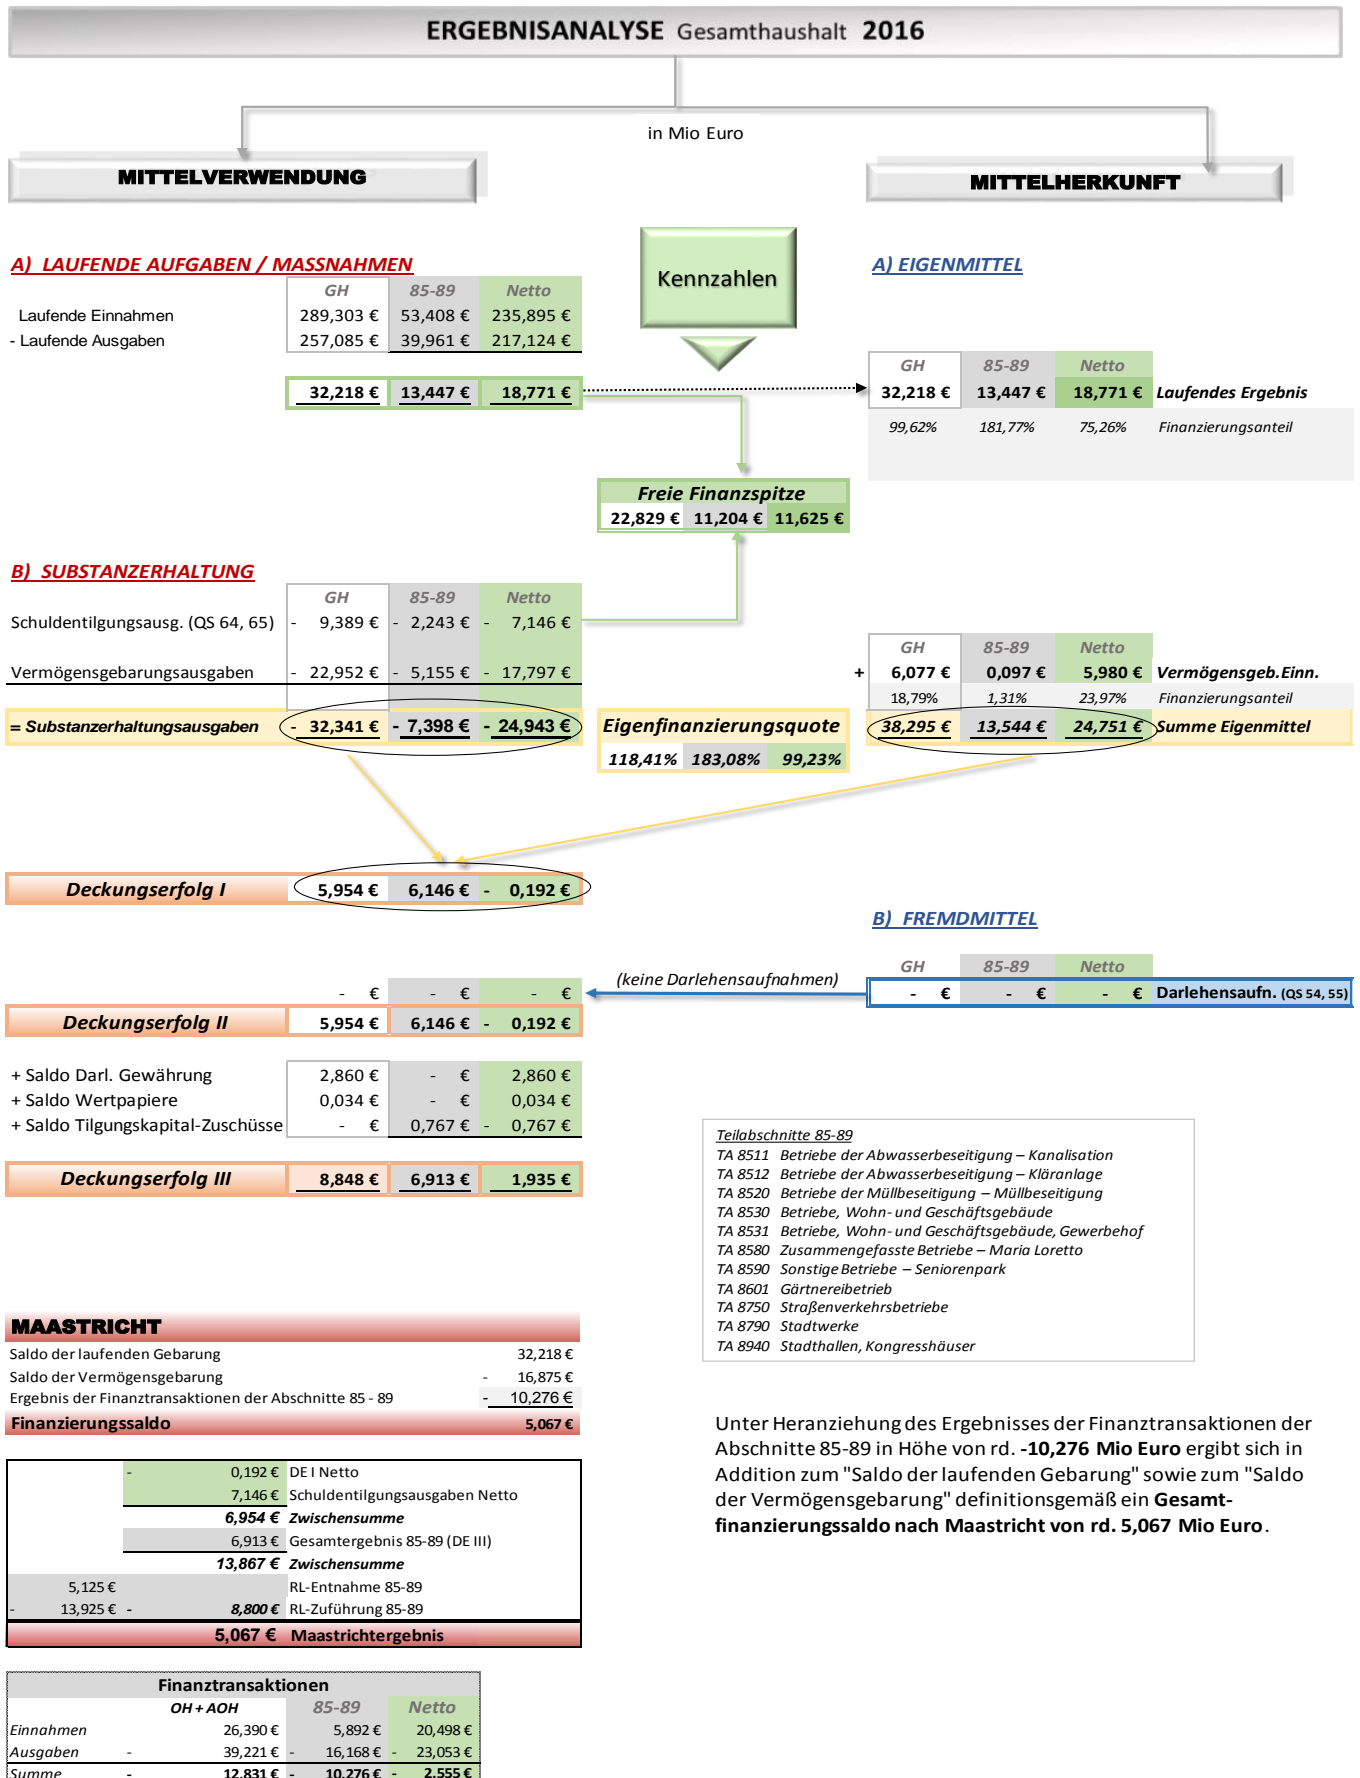 ERGEBNISANALYSE Gesamthaushalt 2016
in Mio Euro
MITTELVERWENDUNG
MITTELHERKUNFT
Kennzahlen
A) LAUFENDE AUFGABEN / MASSNAHMEN
GH 85-89 Netto
Laufende Einnahmen 289,303 € 53,408 € 235,895 €
- Laufende Ausgaben 257,085 € 39,961 € 217,124 €
32,218 € 13,447 € 18,771 €
A) EIGENMITTEL
GH 85-89 Netto
32,218 € 13,447 € 18,771 € Laufendes Ergebnis
99,62% 181,77% 75,26% Finanzierungsanteil
Freie Finanzspitze
22,829 € 11,204 € 11,625 €
B) SUBSTANZERHALTUNG
GH 85-89 Netto
Schuldentilgungsausg. (QS 64, 65) - 9,389 € - 2,243 € - 7,146 €
Vermögensgebarungsausgaben - 22,952 € - 5,155 € - 17,797 €
= Substanzerhaltungsausgaben - 32,341 € - 7,398 € - 24,943 €
Eigenfinanzierungsquote
118,41% 183,08% 99,23%
GH 85-89 Netto
+ 6,077 € 0,097 € 5,980 € Vermögensgeb.Einn.
18,79% 1,31% 23,97% Finanzierungsanteil
38,295 € 13,544 € 24,751 € Summe Eigenmittel
Deckungserfolg I 5,954 € 6,146 € - 0,192 €
B) FREMDMITTEL
GH 85-89 Netto
- € - € - € Darlehensaufn. (QS 54, 55)
(keine Darlehensaufnahmen)
- € - € - €
Deckungserfolg II 5,954 € 6,146 € - 0,192 €
+ Saldo Darl. Gewährung 2,860 € - € 2,860 €
+ Saldo Wertpapiere 0,034 € - € 0,034 €
+ Saldo Tilgungskapital-Zuschüsse - € 0,767 € - 0,767 €
Deckungserfolg III 8,848 € 6,913 € 1,935 €
Teilabschnitte 85-89
TA 8511 Betriebe der Abwasserbeseitigung – Kanalisation
TA 8512 Betriebe der Abwasserbeseitigung – Kläranlage
TA 8520 Betriebe der Müllbeseitigung – Müllbeseitigung
TA 8530 Betriebe, Wohn- und Geschäftsgebäude
TA 8531 Betriebe, Wohn- und Geschäftsgebäude, Gewerbehof
TA 8580 Zusammengefasste Betriebe – Maria Loretto
TA 8590 Sonstige Betriebe – Seniorenpark
TA 8601 Gärtnereibetrieb
TA 8750 Straßenverkehrsbetriebe
TA 8790 Stadtwerke
TA 8940 Stadthallen, Kongresshäuser
MAASTRICHT
Saldo der laufenden Gebarung 32,218 €
Saldo der Vermögensgebarung - 16,875 €
Ergebnis der Finanztransaktionen der Abschnitte 85 - 89 - 10,276 €
Finanzierungssaldo 5,067 €
Unter Heranziehung des Ergebnisses der Finanztransaktionen der
Abschnitte 85-89 in Höhe von rd. -10,276 Mio Euro ergibt sich in
Addition zum "Saldo der laufenden Gebarung" sowie zum "Saldo
der Vermögensgebarung" definitionsgemäß ein Gesamt-
finanzierungssaldo nach Maastricht von rd. 5,067 Mio Euro.
- 0,192 € DE I Netto
7,146 € Schuldentilgungsausgaben Netto
6,954 € Zwischensumme
6,913 € Gesamtergebnis 85-89 (DE III)
13,867 € Zwischensumme
5,125 € RL-Entnahme 85-89
- 13,925 € - 8,800 € RL-Zuführung 85-89
5,067 € Maastrichtergebnis
Finanztransaktionen
OH + AOH 85-89 Netto
Einnahmen 26,390 € 5,892 € 20,498 €
Ausgaben - 39,221 € - 16,168 € - 23,053 €
Summe - 12,831 € - 10,276 € - 2,555 €